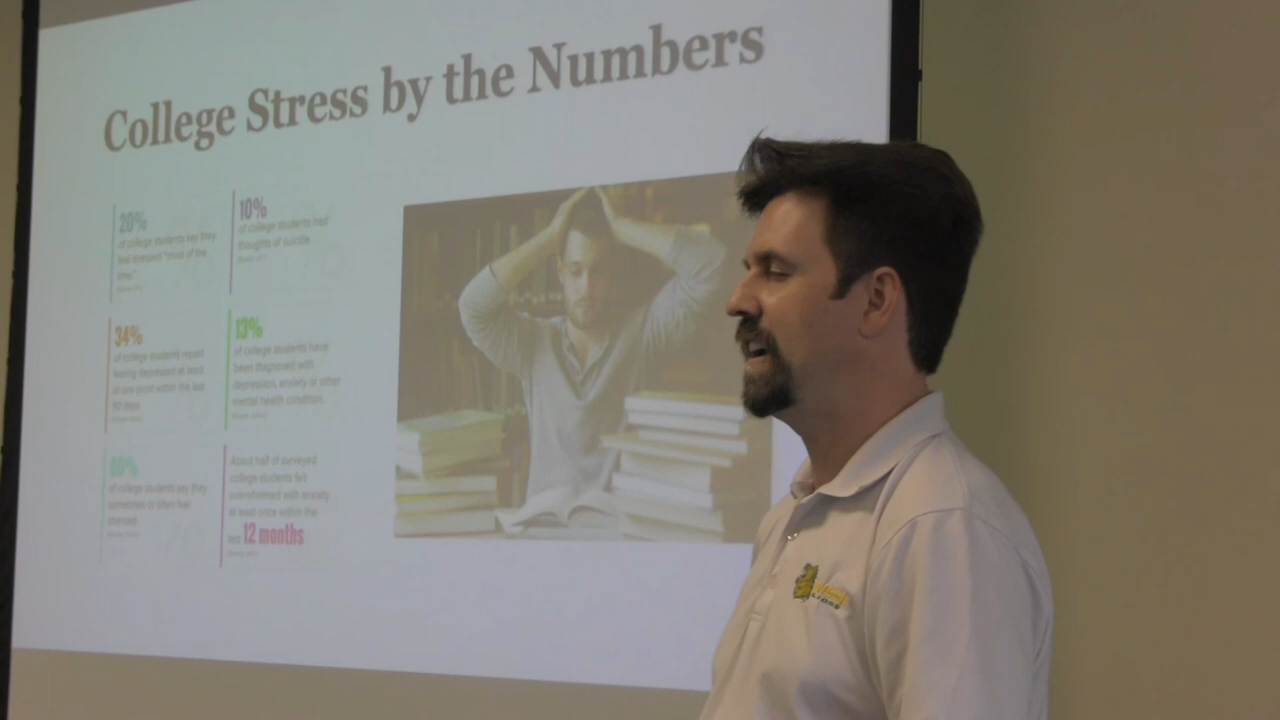 College Stress by the Numbers
20%
of college students say they
feel stressed "most of the
time."
10%
of college students had
thoughts of suicide
34%
of college students report
feeling depressed at least
at one point within the last
90 days
13%
of college students have
been diagnosed with
depression, anxiety or other
mental health condition.
80%
of college students say they
sometimes or often feel
stressed
About half of surveyed
college students felt
overwhelmed with anxiety
at least once within the
last 12 months
LIONS